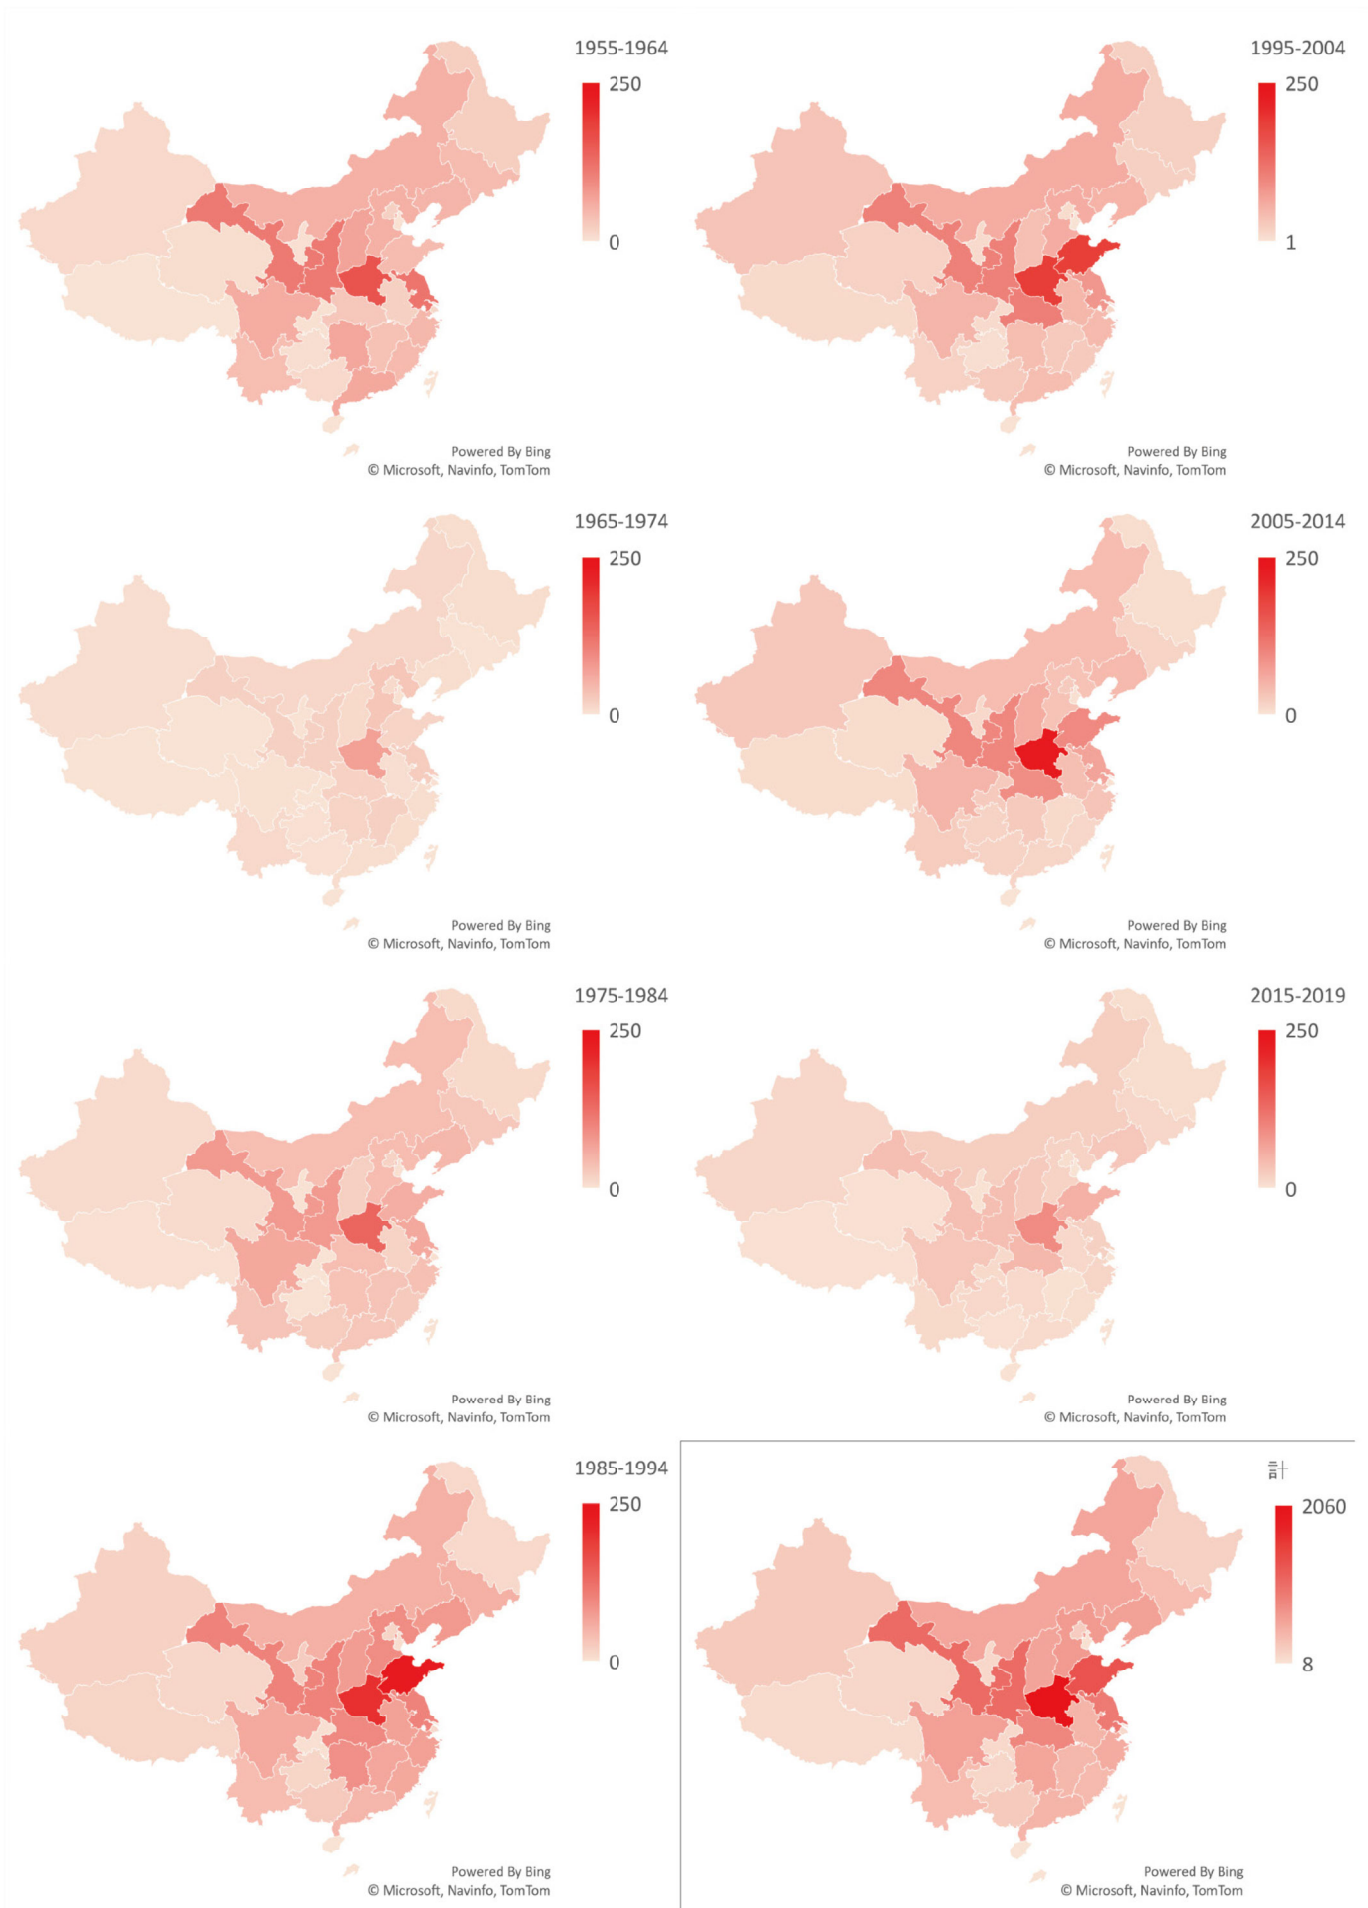 1955-1964
250
0
Powered By Bing
© Microsoft, Navinfo, TomTom
1995-2004
250
1
Powered By Bing
© Microsoft, Navinfo, TomTom
1965-1974
250
0
Powered By Bing
© Microsoft, Navinfo, TomTom
2005-2014
250
0
Powered By Bing
© Microsoft, Navinfo, TomTom
1975-1984
250
0
Powered By Bing
© Microsoft, Navinfo, TomTom
2015-2019
250
0
Powered By Bing
© Microsoft, Navinfo, TomTom
1985-1994
250
0
Powered By Bing
© Microsoft, Navinfo, TomTom
2060
8
Powered By Bing
© Microsoft, Navinfo, TomTom